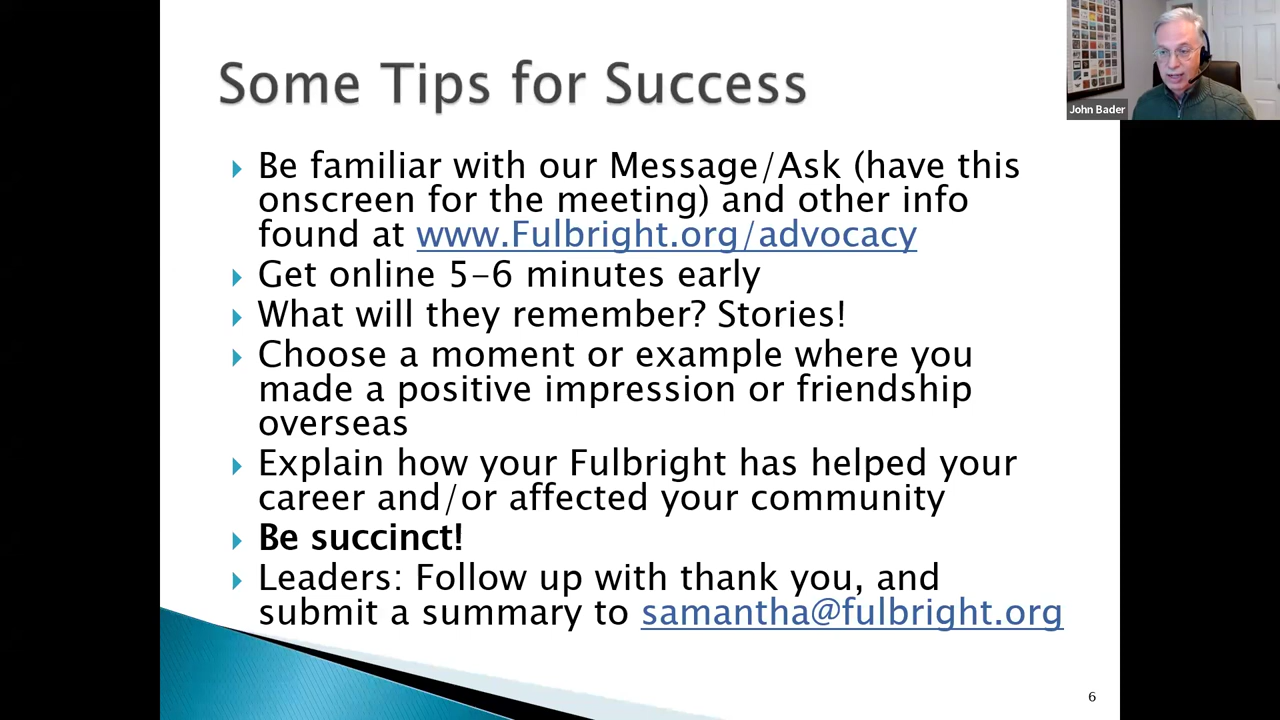 Some Tips for Success
John Bader
Be familiar with our Message/Ask (have this
onscreen for the meeting) and other info
found at www.Fulbright.org/advocacy
Get online 5-6 minutes early
What will they remember? Stories!
Choose a moment or example where you
made a positive impression or friendship
overseas
Explain how your Fulbright has helped your
career and/or affected your community
Be succinct!
Leaders: Follow up with thank you, and
submit a summary to samantha@fulbright.org
6